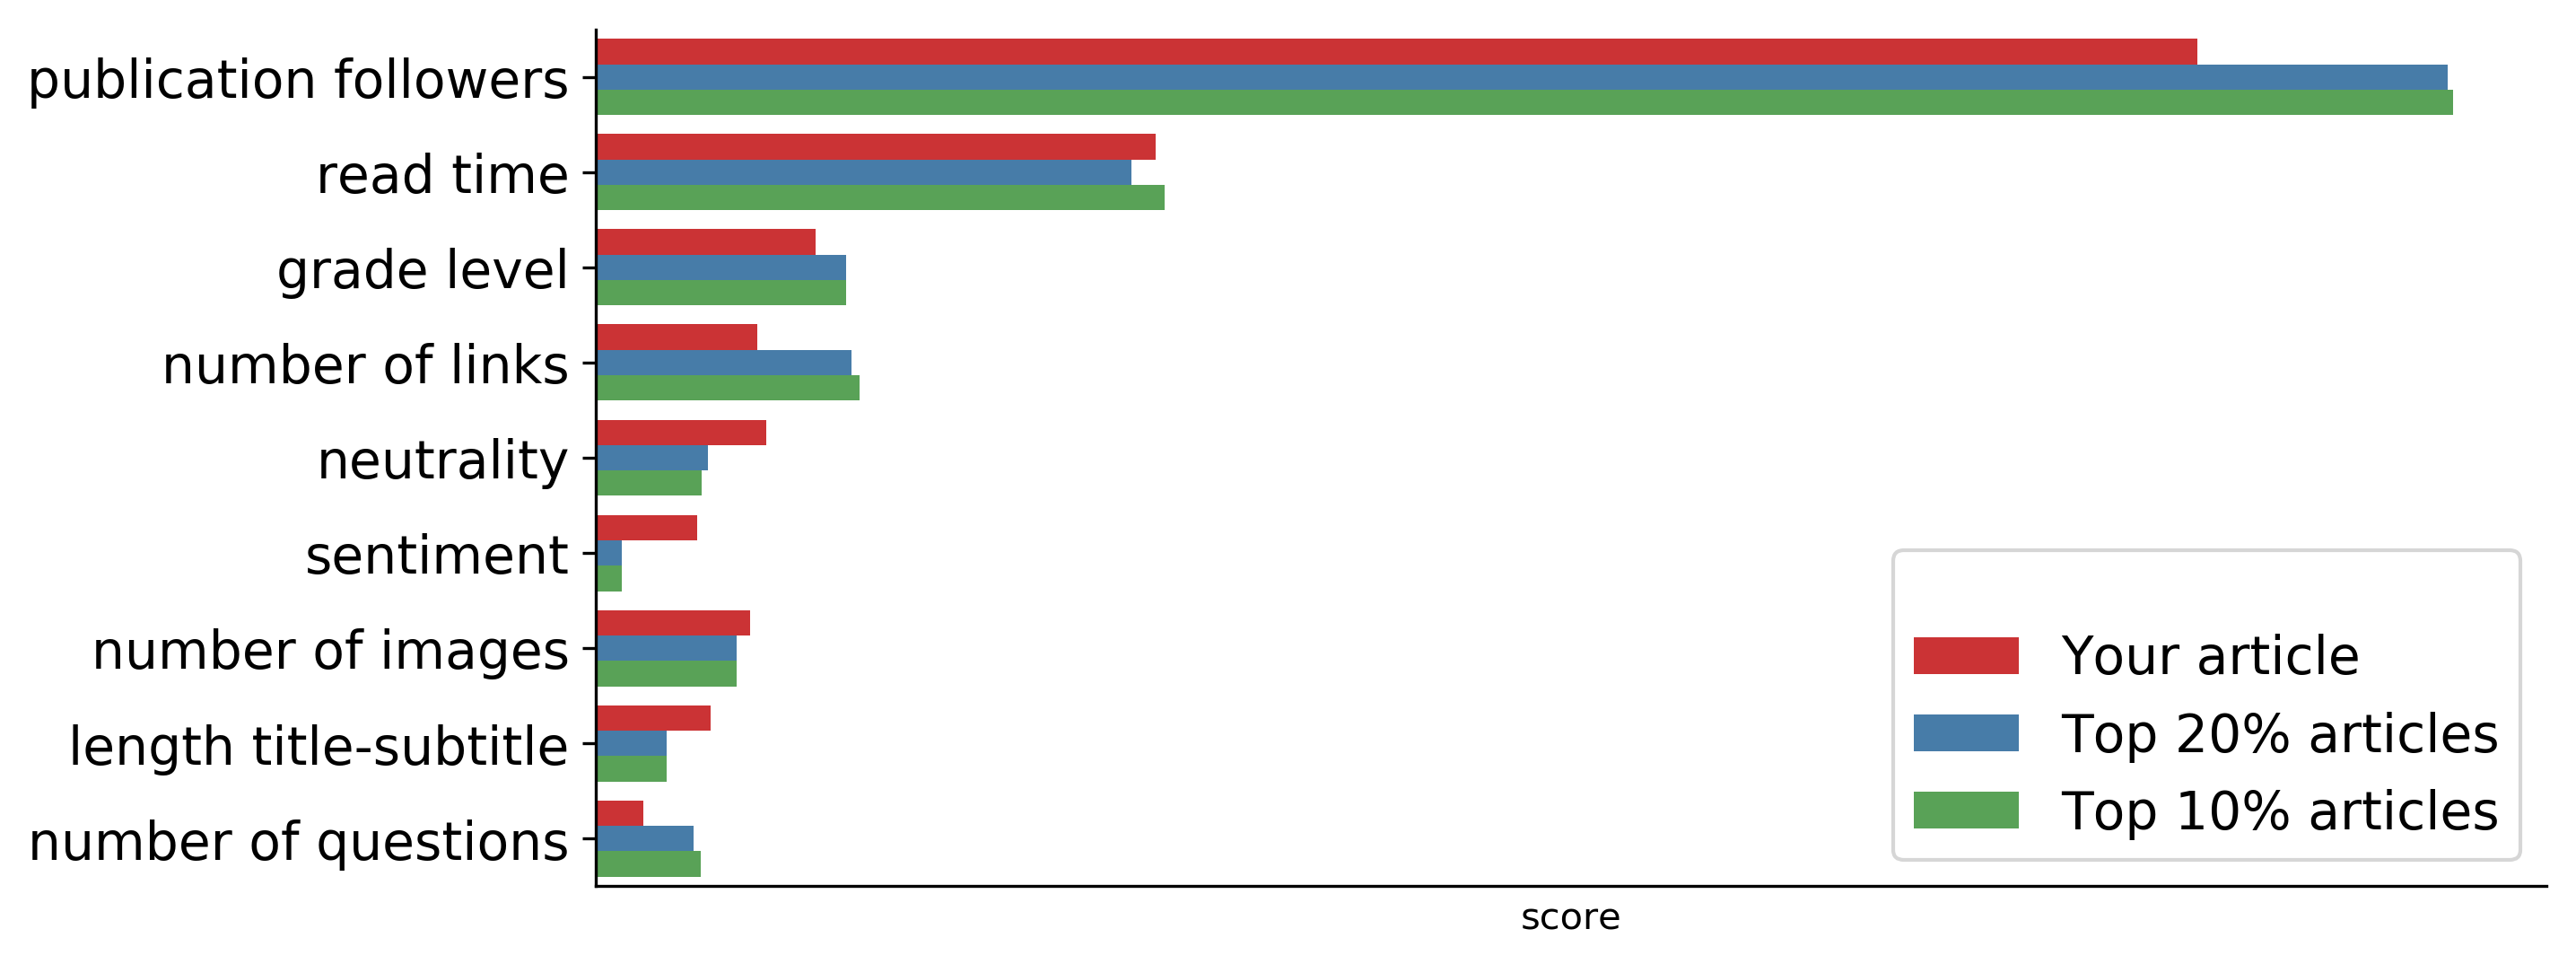 publication followers
read time
grade level
number of links
neutrality
sentiment
number of images
length title-subtitle
number of questions
Your article
Top 20% articles
Top 10% articles
score